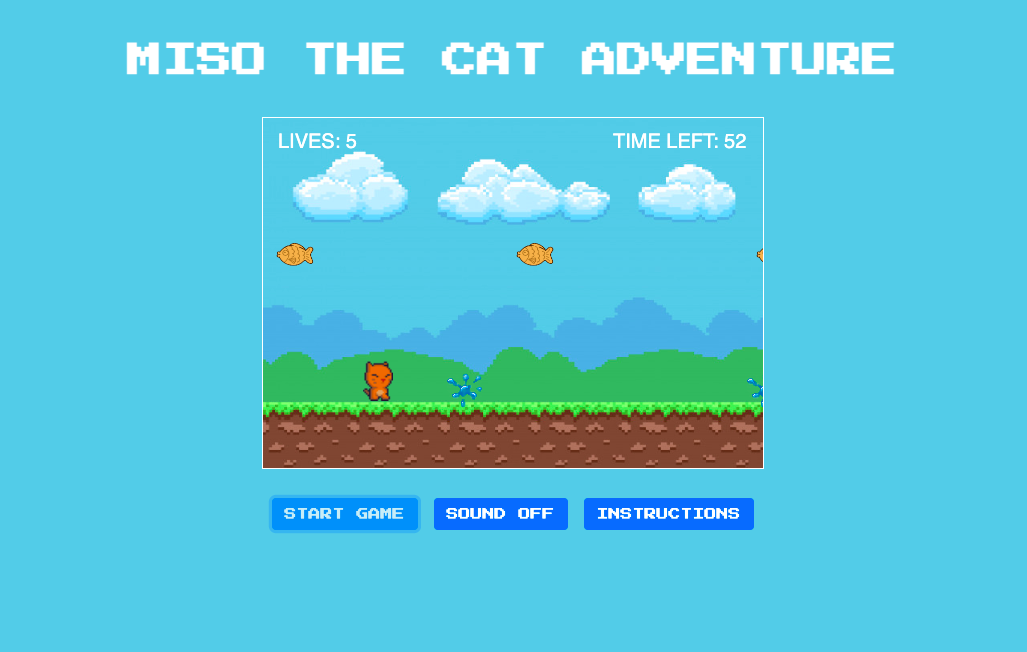 MISO THE CAT ADVENTURE
LIVES: 5
TIME LEFT: 52
START GAME
SOUND OFF
INSTRUCTIONS